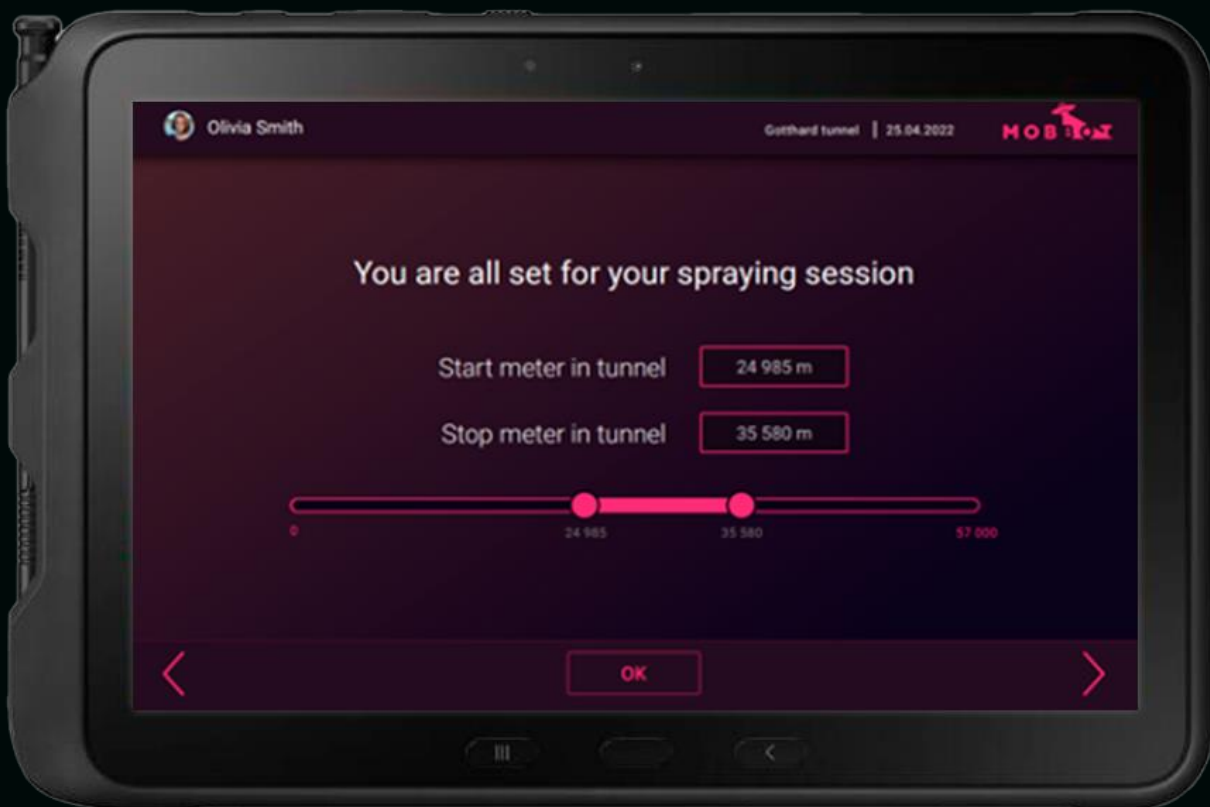 Olivia Smith
Gotthard tunnel | 25.04.2022
MOBBOT
You are all set for your spraying session
Start meter in tunnel 24 985 m
Stop meter in tunnel 35 580 m
0 24 985 35 580 57 000
OK